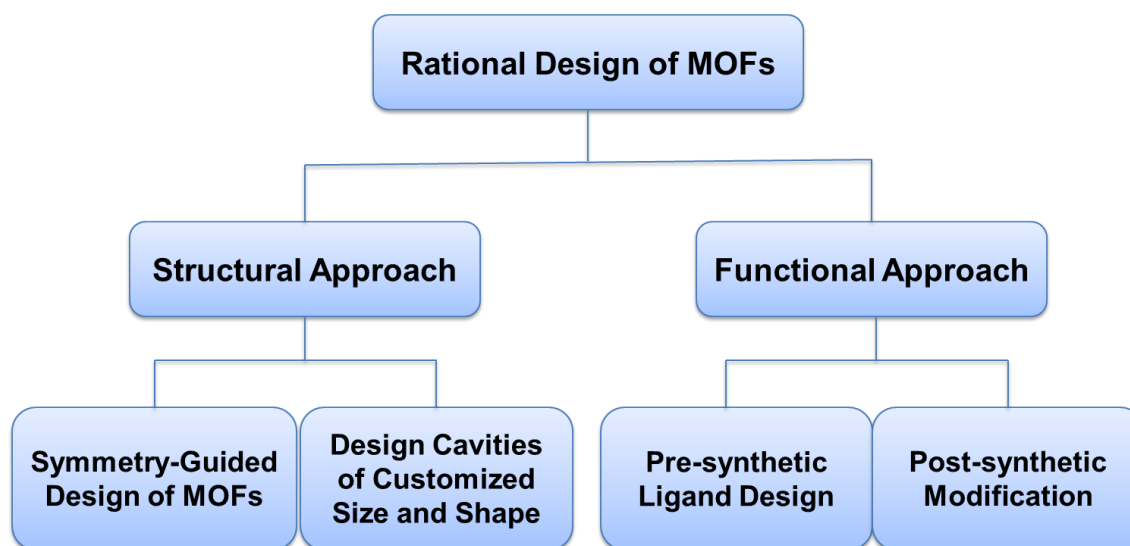 Rational Design of MOFs
Structural Approach
Functional Approach
Symmetry-Guided
Design of MOFs
Design Cavities
of Customized
Size and Shape
Pre-synthetic
Ligand Design
Post-synthetic
Modification